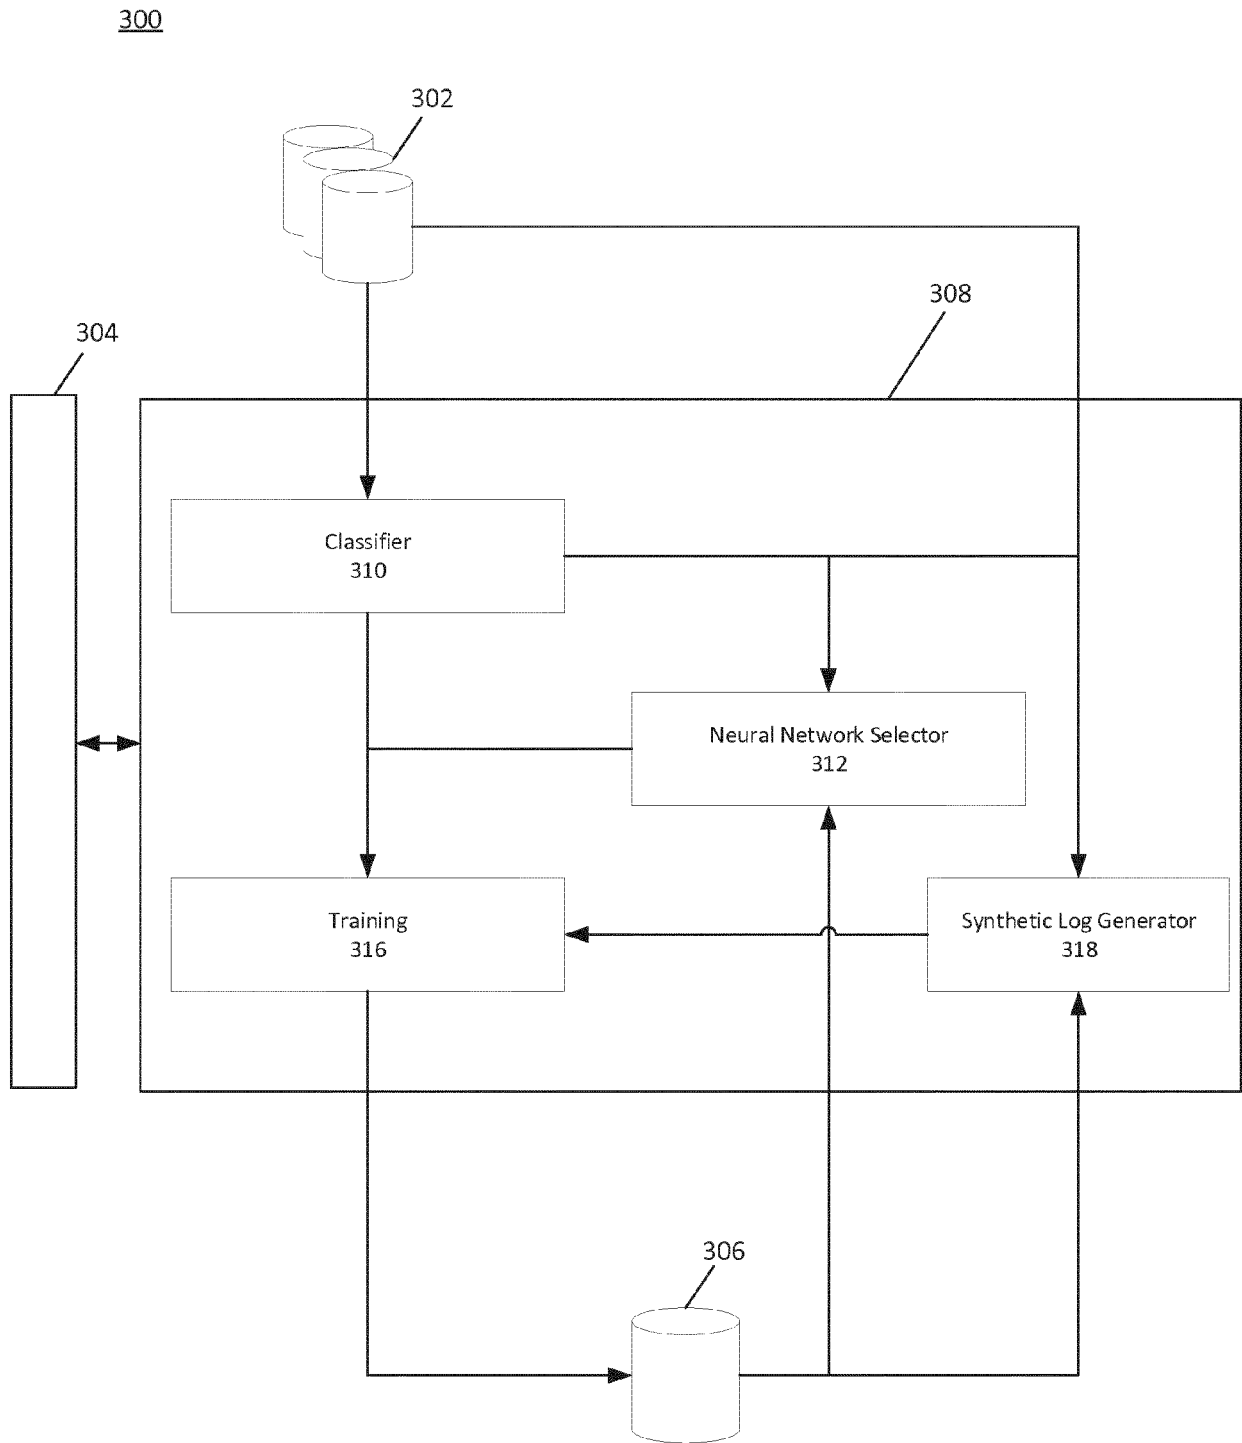 300
302
308
304
Classifier
310
Neural Network Selector
312
Training
316
Synthetic Log Generator
318
306